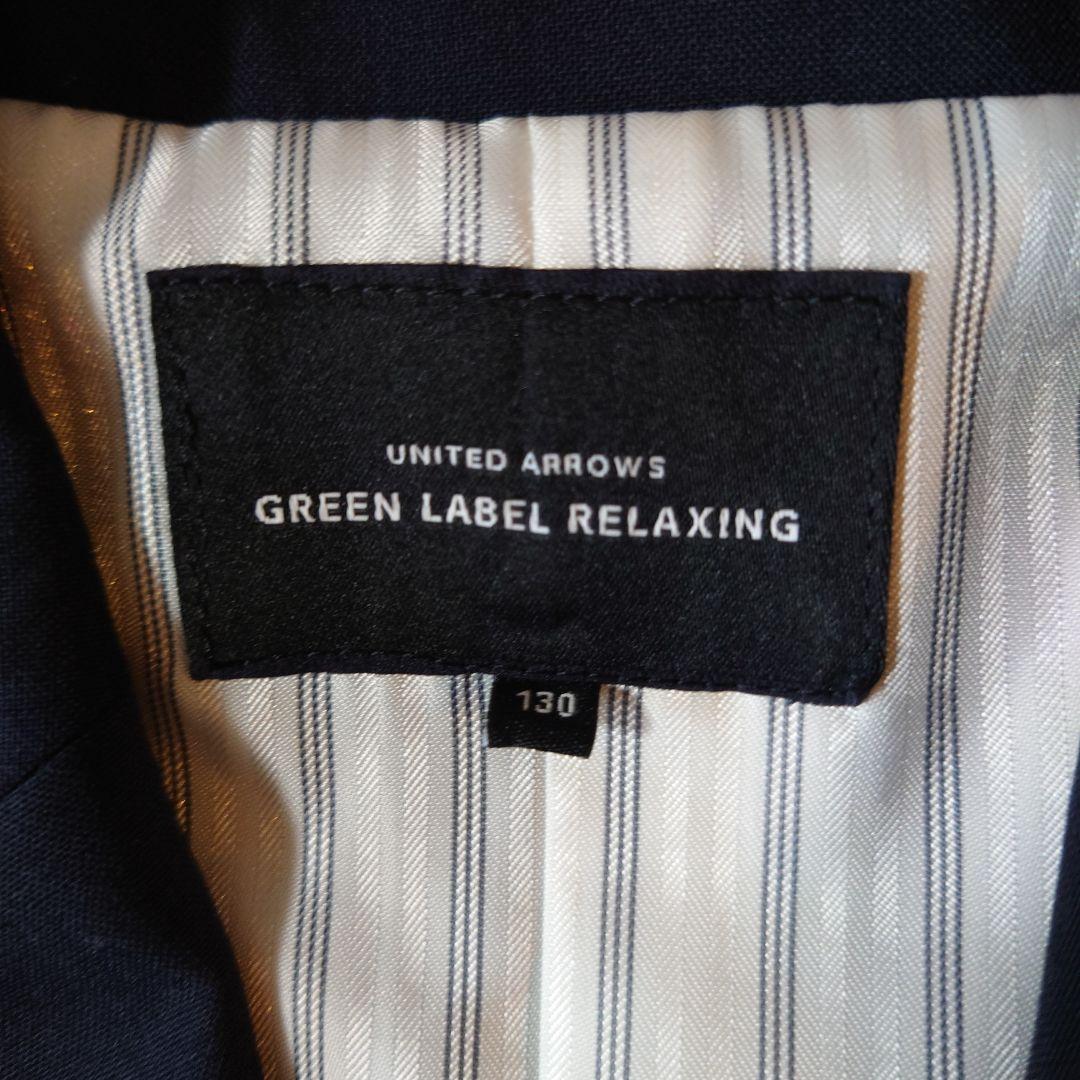 UNITED ARROWS
GREEN LABEL RELAXING
130